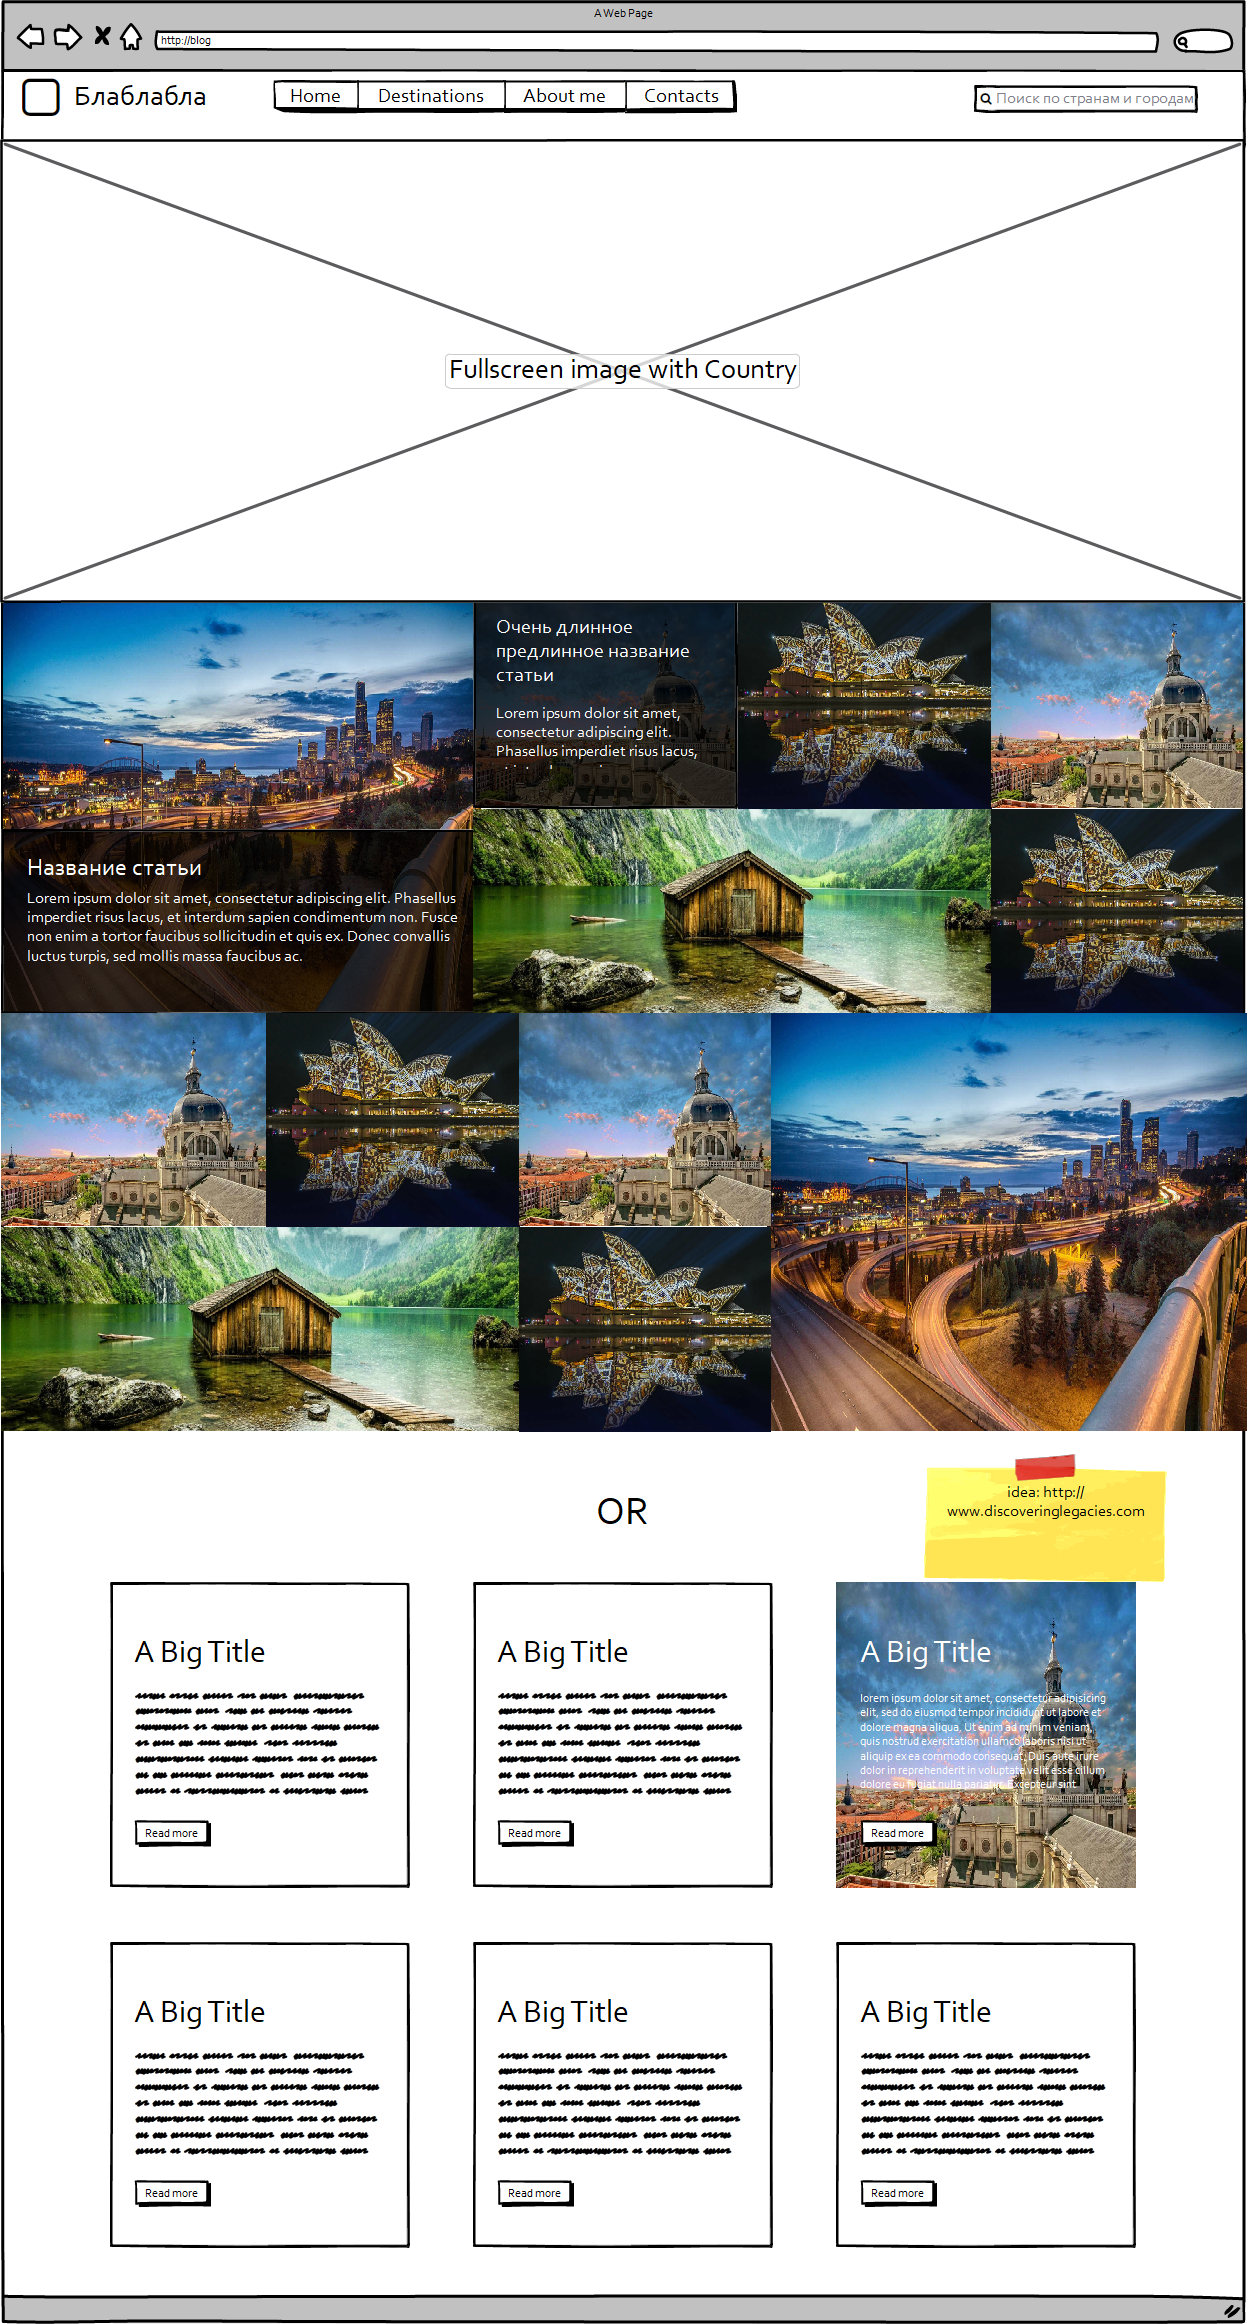 A Web Page
http://blog
Блаблабла
Home
Destinations
About me
Contacts
Поиск по странам и городам
Fullscreen image with Country
Очень длинное
предлинное название
статьи
Lorem ipsum dolor sit amet,
consectetur adipiscing elit.
Phasellus imperdiet risus lacus,
Название статьи
Lorem ipsum dolor sit amet, consectetur adipiscing elit. Phasellus
imperdiet risus lacus, et interdum sapien condimentum non. Fusce
non enim a tortor faucibus sollicitudin et quis ex. Donec convallis
luctus turpis, sed mollis massa faucibus ac.
idea: http://
www.discoveringlegacies.com
OR
A Big Title
Read more
A Big Title
Read more
A Big Title
lorem ipsum dolor sit amet, consectetur adipisicing
elit, sed do eiusmod tempor incididunt ut labore et
dolore magna aliqua. Ut enim ad minim veniam,
quis nostrud exercitation ullamco laboris nisi ut
aliquip ex ea commodo consequat. Duis aute irure
dolor in reprehenderit in voluptate velit esse cillum
dolore eu fugiat nulla pariatur. Excepteur sint
Read more
A Big Title
Read more
A Big Title
Read more
A Big Title
Read more